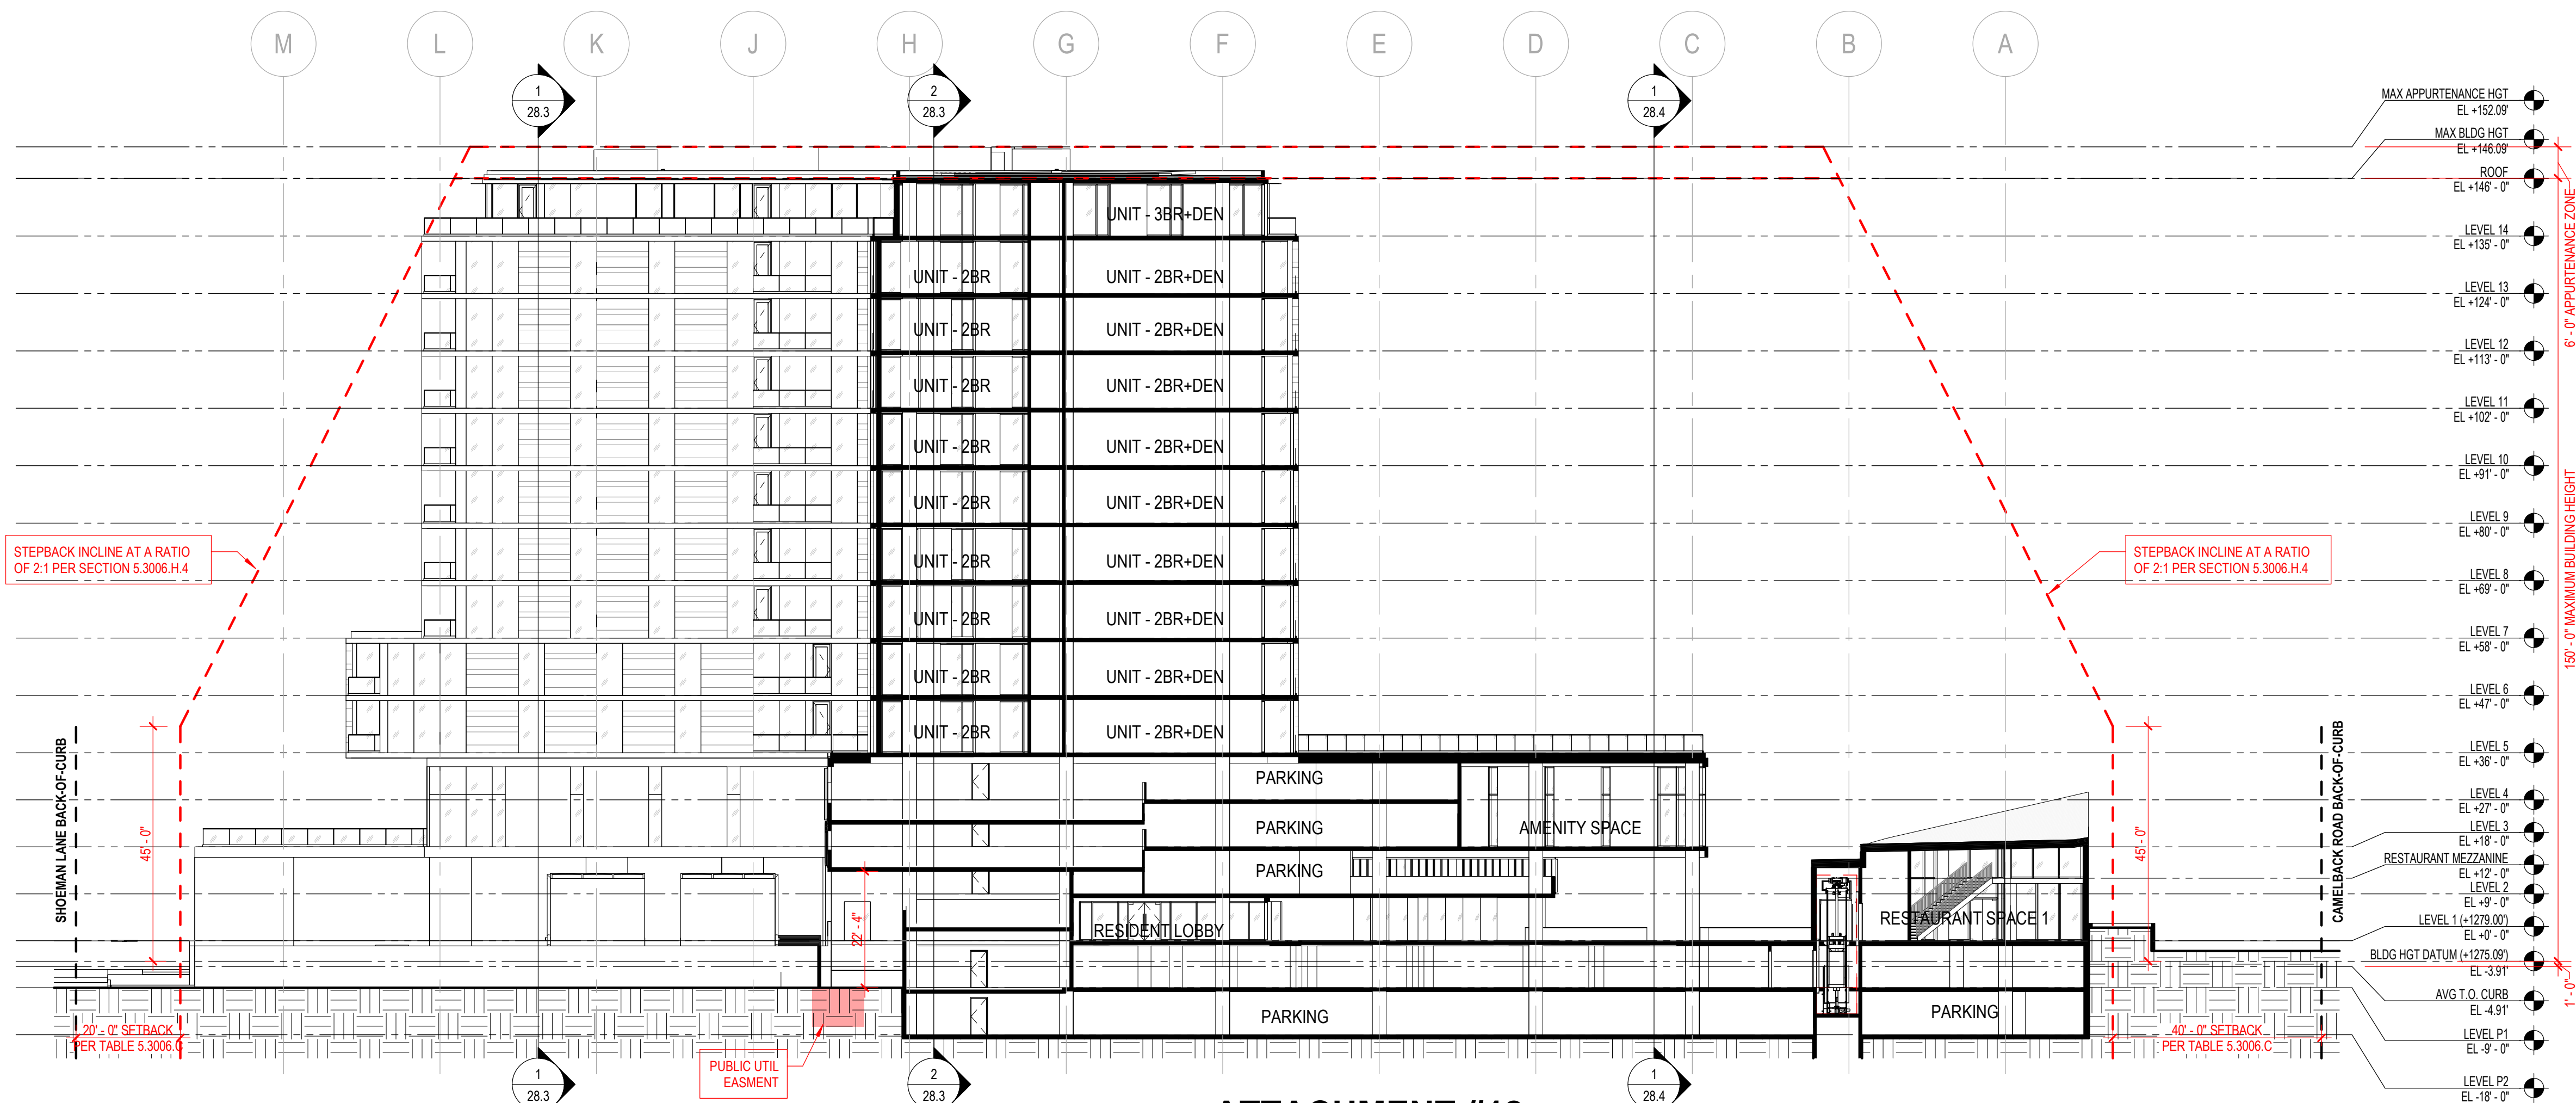 M
L
K
J
H
G
F
E
D
C
B
A
1
28.3
2
28.3
1
28.4
MAX APPURTENANCE HGT
EL +152.09'
MAX BLDG HGT
EL +146.09'
ROOF
EL +146' - 0"
LEVEL 14
EL +135' - 0"
LEVEL 13
EL +124' - 0"
LEVEL 12
EL +113' - 0"
LEVEL 11
EL +102' - 0"
LEVEL 10
EL +91' - 0"
LEVEL 9
EL +80' - 0"
LEVEL 8
EL +69' - 0"
LEVEL 7
EL +58' - 0"
LEVEL 6
EL +47' - 0"
LEVEL 5
EL +36' - 0"
LEVEL 4
EL +27' - 0"
LEVEL 3
EL +18' - 0"
RESTAURANT MEZZANINE
EL +12' - 0"
LEVEL 2
EL +9' - 0"
LEVEL 1 (+1279.00')
EL +0' - 0"
BLDG HGT DATUM (+1275.09')
EL -3.91'
AVG T.O. CURB
EL -4.91'
LEVEL P1
EL -9' - 0"
LEVEL P2
EL -18' - 0"
6' - 0" APPURTENANCE ZONE
150' - 0" MAXIMUM BUILDING HEIGHT
1' - 0"
UNIT - 3BR+DEN
UNIT - 2BR
UNIT - 2BR+DEN
UNIT - 2BR
UNIT - 2BR+DEN
UNIT - 2BR
UNIT - 2BR+DEN
UNIT - 2BR
UNIT - 2BR+DEN
UNIT - 2BR
UNIT - 2BR+DEN
UNIT - 2BR
UNIT - 2BR+DEN
UNIT - 2BR
UNIT - 2BR+DEN
UNIT - 2BR
UNIT - 2BR+DEN
UNIT - 2BR
UNIT - 2BR+DEN
STEPBACK INCLINE AT A RATIO
OF 2:1 PER SECTION 5.3006.H.4
STEPBACK INCLINE AT A RATIO
OF 2:1 PER SECTION 5.3006.H.4
SHOEMAN LANE BACK-OF-CURB
45' - 0"
PARKING
PARKING
PARKING
AMENITY SPACE
22' - 4"
RESIDENT LOBBY
RESTAURANT SPACE 1
45' - 0"
CAMELBACK ROAD BACK-OF-CURB
PARKING
PARKING
20' - 0" SETBACK
PER TABLE 5.3006.C
40' - 0" SETBACK
PER TABLE 5.3006.C
PUBLIC UTIL
EASMENT
1
28.3
2
28.3
1
28.4
ATTACHMENT #12